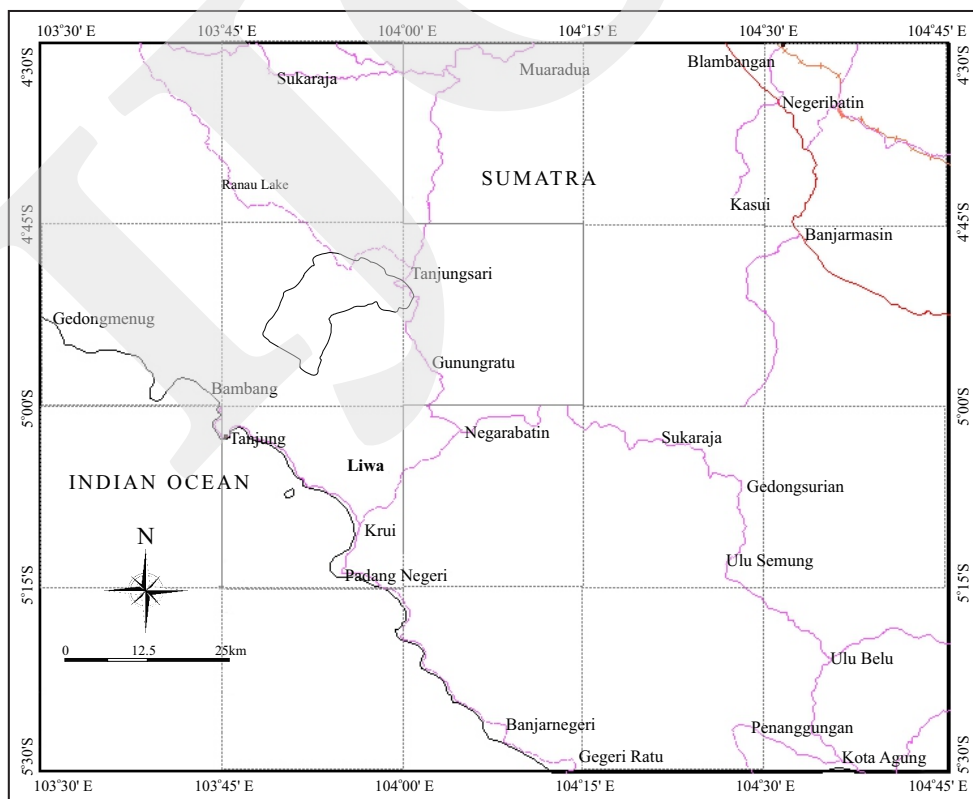 103°30' E 103°45' E 104°00' E 104°15' E 104°30' E 104°45' E
4°30'S 4°30'S
Blambangan
Muaradua
Sukaraja
Negeribatin
SUMATRA
Ranau Lake
Kasui
4°45'S 4°45'S
Banjarmasin
Tanjungsari
Gedongmenug
Gunungratu
Bambang
5°00'S 5°00'S
Negarabatin
Tanjung
Sukaraja
Liwa
INDIAN OCEAN
Gedongsurian
Krui
N
Ulu Semung
Padang Negeri
5°15'S 5°15'S
0 12.5 25km
Ulu Belu
Banjarnegeri
Penanggungan
Gegeri Ratu
Kota Agung
5°30'S 5°30'S
103°30' E 103°45' E 104°00' E 104°15' E 104°30' E 104°45' E